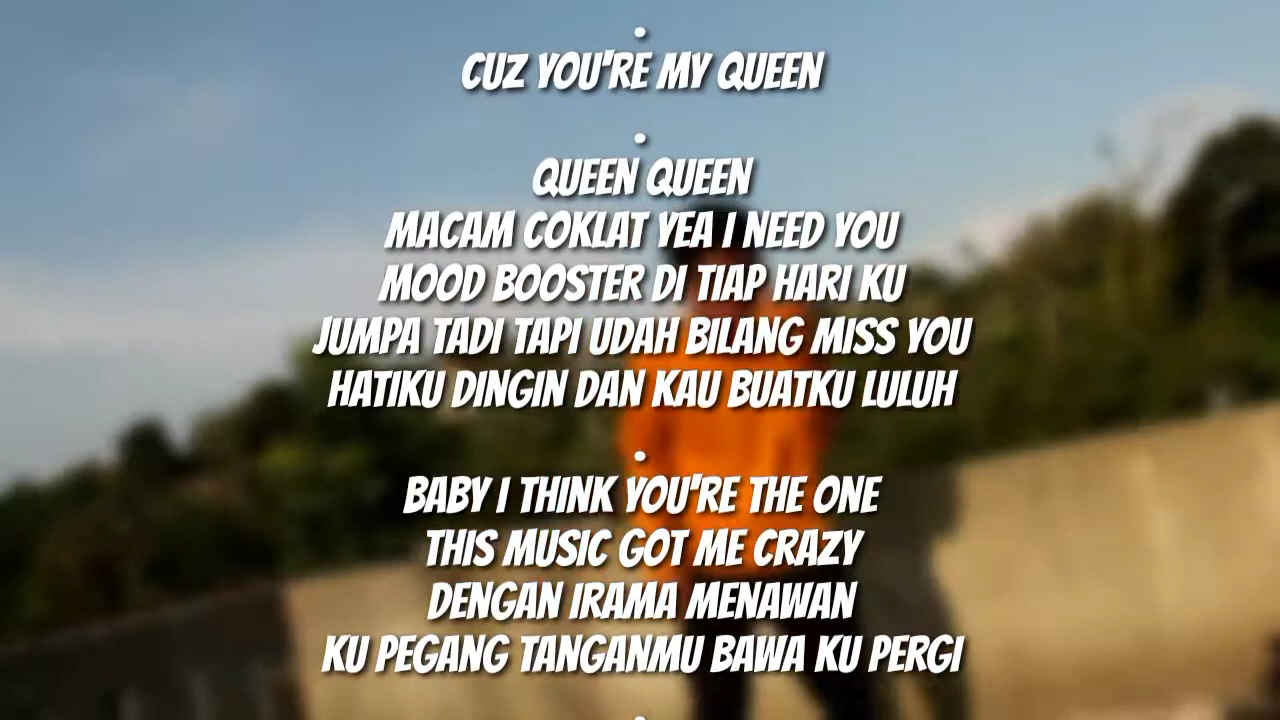 .
CUZ YOU'RE MY QUEEN
.
QUEEN QUEEN
MACAM COKLAT YEA I NEED YOU
MOOD BOOSTER DI TIAP HARI KU
JUMPA TADI TAPI UDAH BILANG MISS YOU
HATIKU DINGIN DAN KAU BUATKU LULUH
.
BABY I THINK YOU'RE THE ONE
THIS MUSIC GOT ME CRAZY
DENGAN IRAMA MENAWAN
KU PEGANG TANGANMU BAWA KU PERGI
.